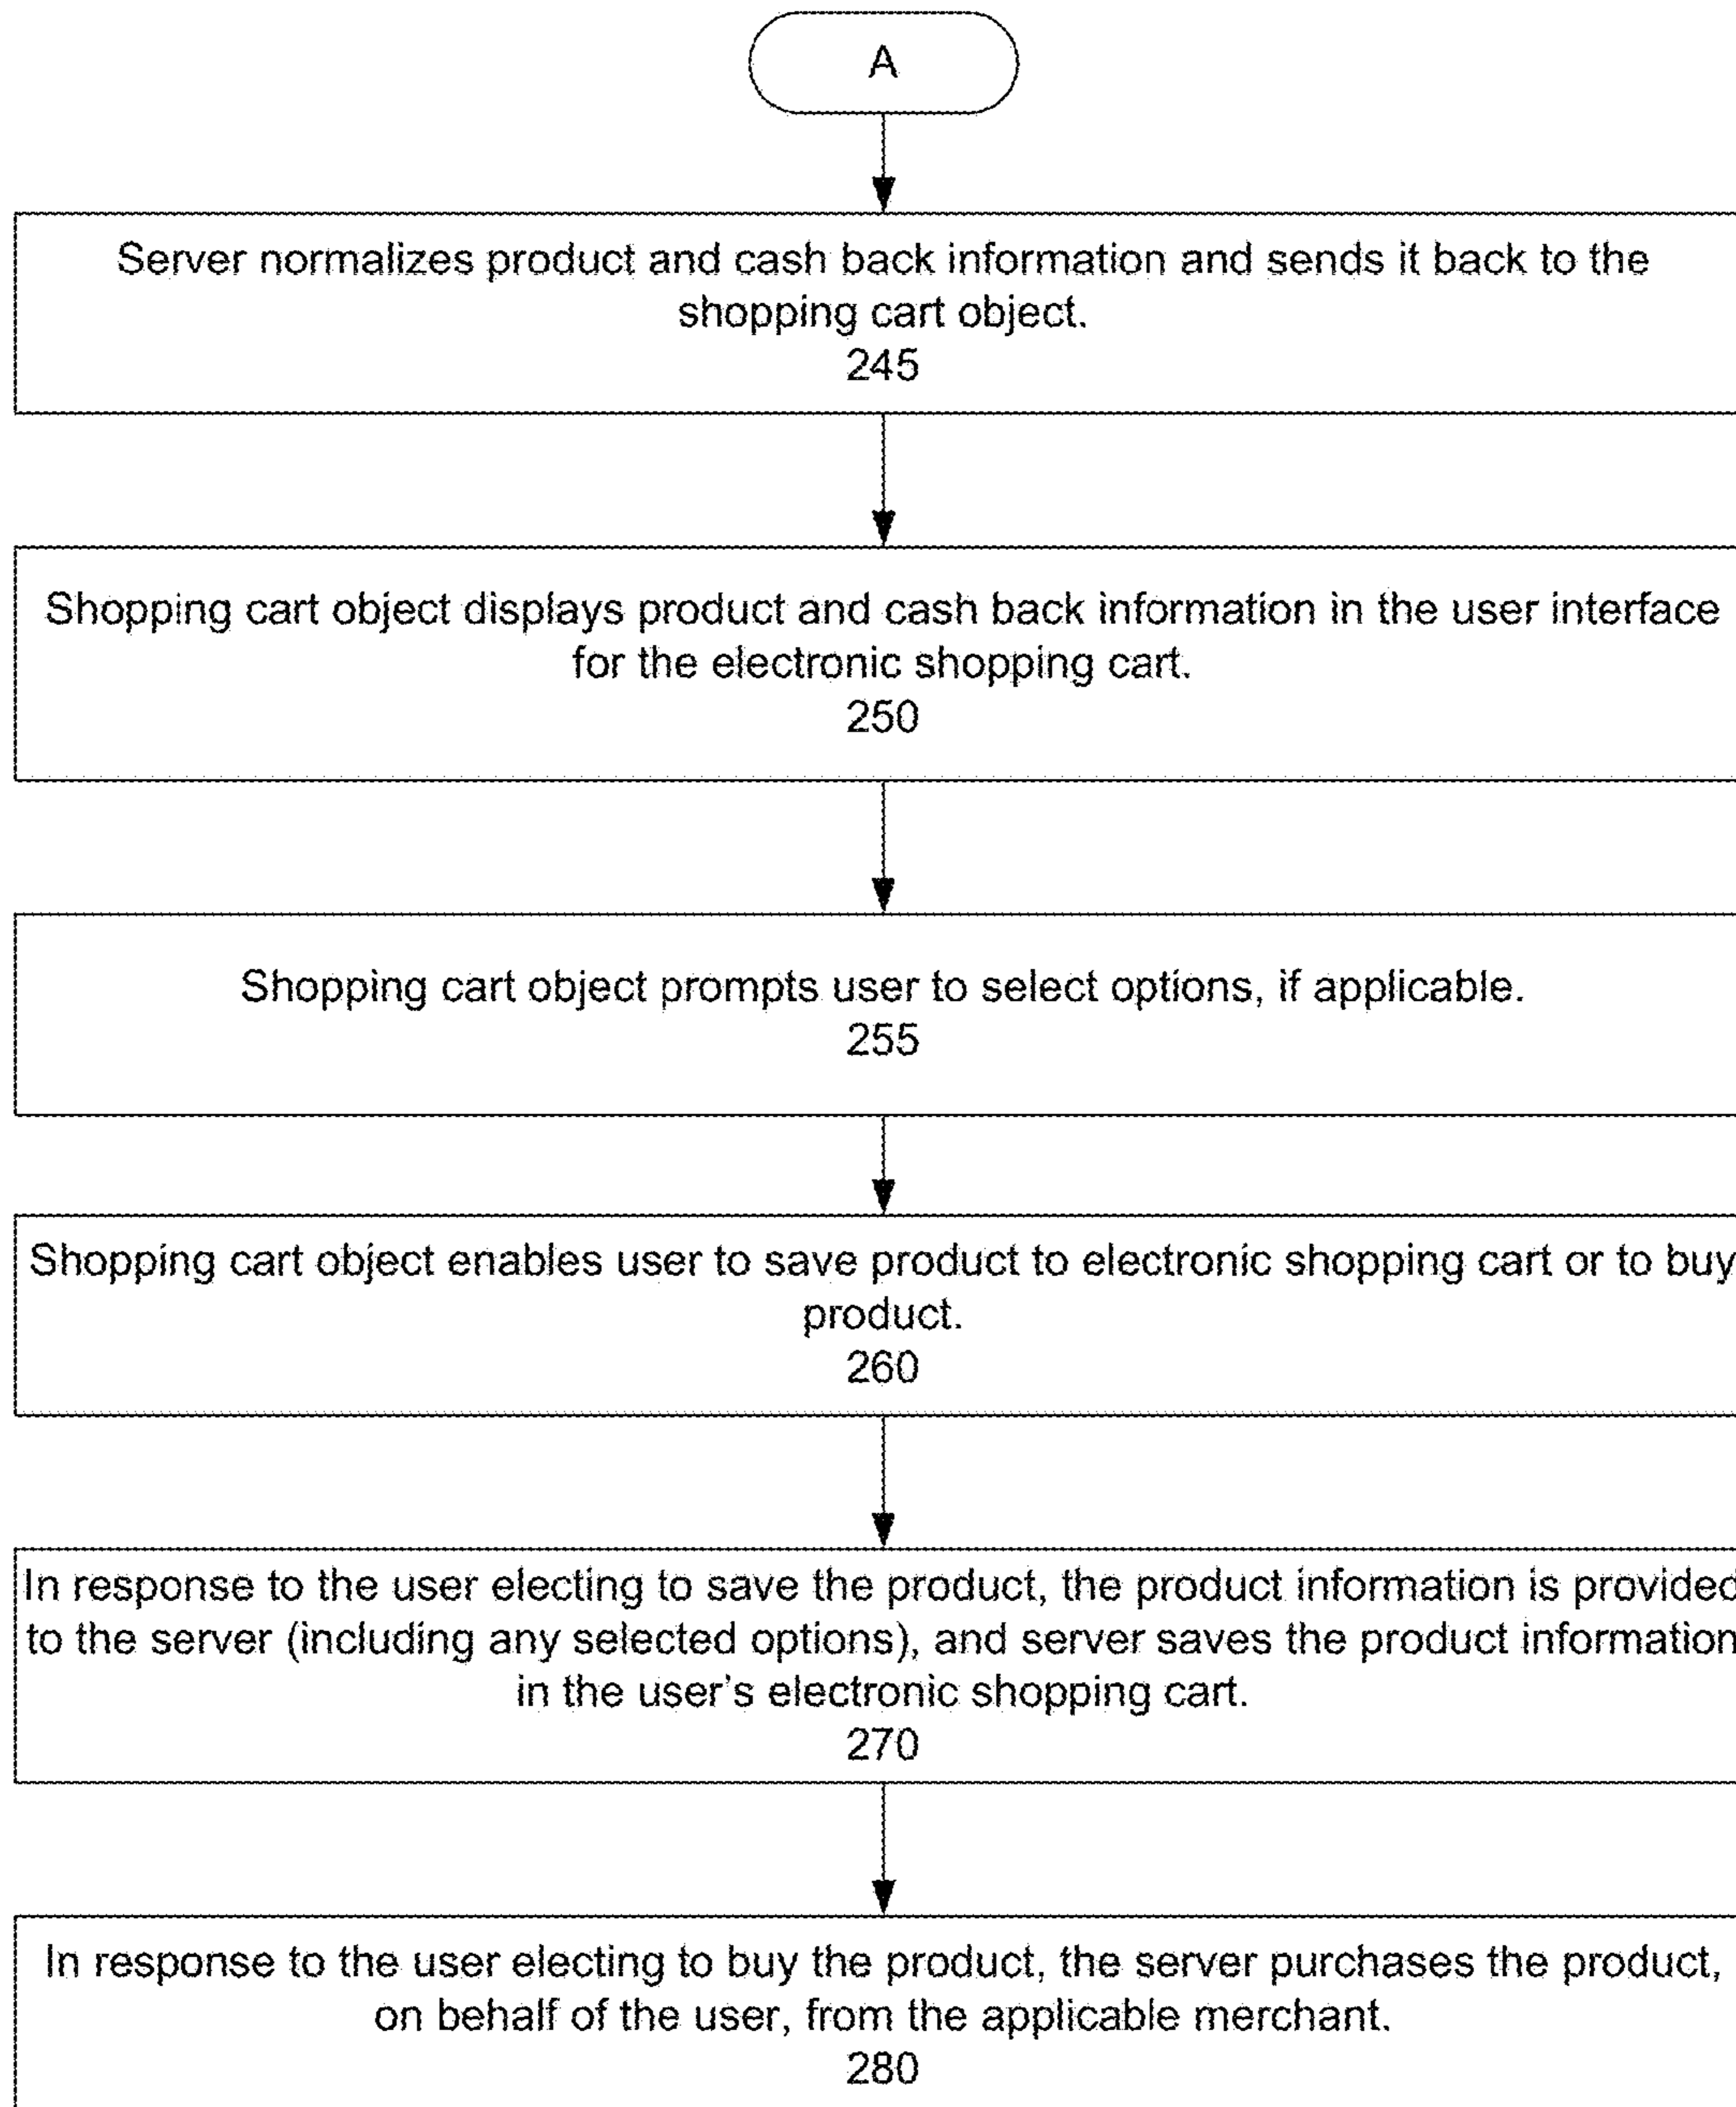 A
Server normalizes product and cash back information and sends it back to the
shopping cart object.
245
Shopping cart object displays product and cash back information in the user interface
for the electronic shopping cart.
250
Shopping cart object prompts user to select options, if applicable.
255
Shopping cart object enables user to save product to electronic shopping cart or to buy
product.
260
In response to the user electing to save the product, the product information is provided
to the server (including any selected options), and server saves the product information
in the user's electronic shopping cart.
270
In response to the user electing to buy the product, the server purchases the product,
on behalf of the user, from the applicable merchant.
280